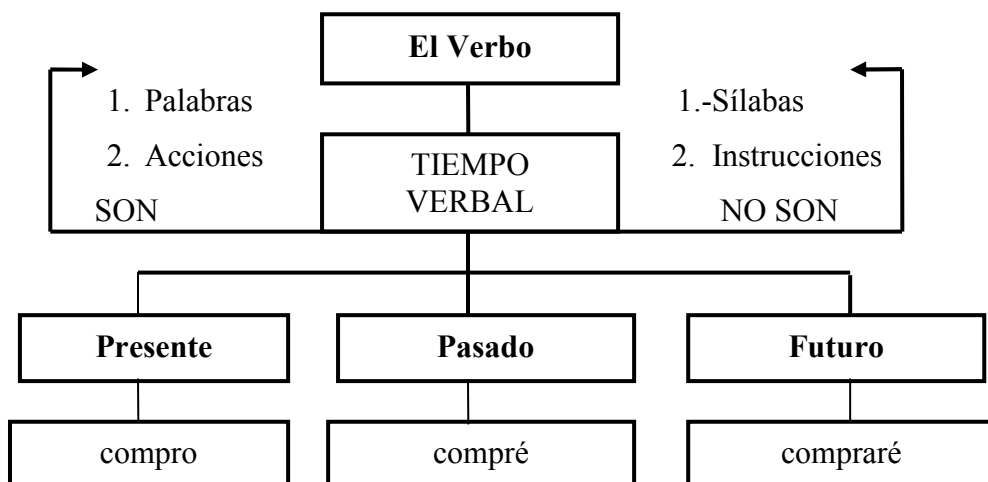 El Verbo
1. Palabras
2. Acciones
SON
TIEMPO
VERBAL
1.-Sílabas
2. Instrucciones
NO SON
Presente
Pasado
Futuro
compro
compré
compraré